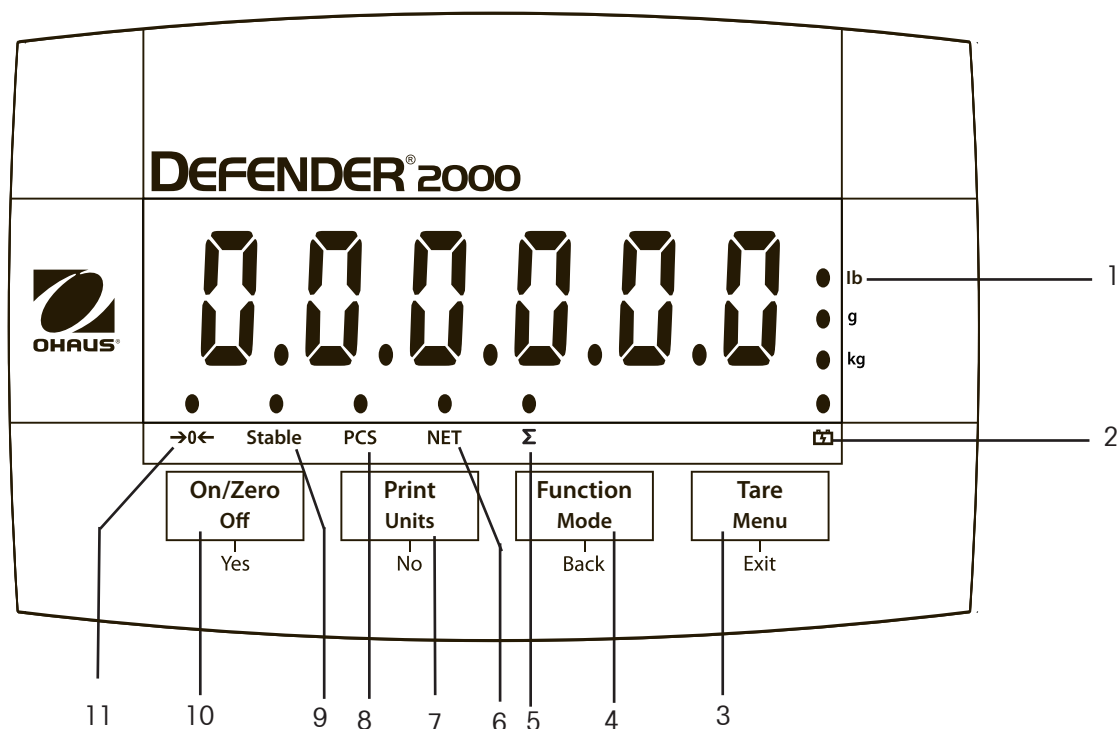 DEFENDER® 2000
0.0.0.0.0.0
lb
1
g
kg
OHAUS®
→0← Stable PCS NET Σ
2
On/Zero
Off
Yes
Print
Units
No
Function
Mode
Back
Tare
Menu
Exit
11 10 9 8 7 6 5 4 3